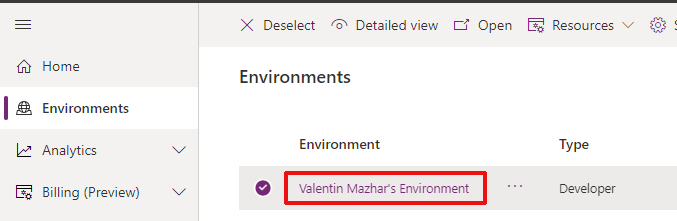 Deselect Detailed view Open Resources S
Home
Environments
Environments
Analytics
Environment Type
Billing (Preview)
Valentin Mazhar's Environment ... Developer